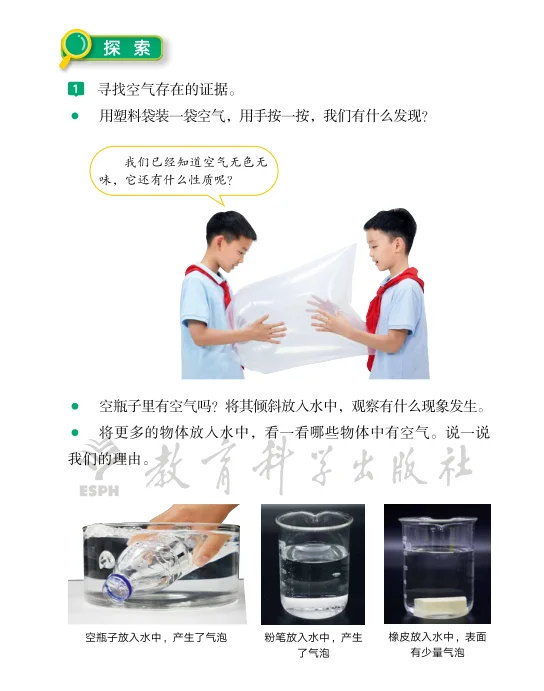 探 索
1 寻找空气存在的证据。
● 用塑料袋装一袋空气，用手按一按，我们有什么发现？
我们已经知道空气无色无
味，它还有什么性质呢？
● 空瓶子里有空气吗？将其倾斜放入水中，观察有什么现象发生。
● 将更多的物体放入水中，看一看哪些物体中有空气。说一说
我们的理由。
ESPH 教育科学出版社
空瓶子放入水中，产生了气泡
粉笔放入水中，产生
了气泡
橡皮放入水中，表面
有少量气泡